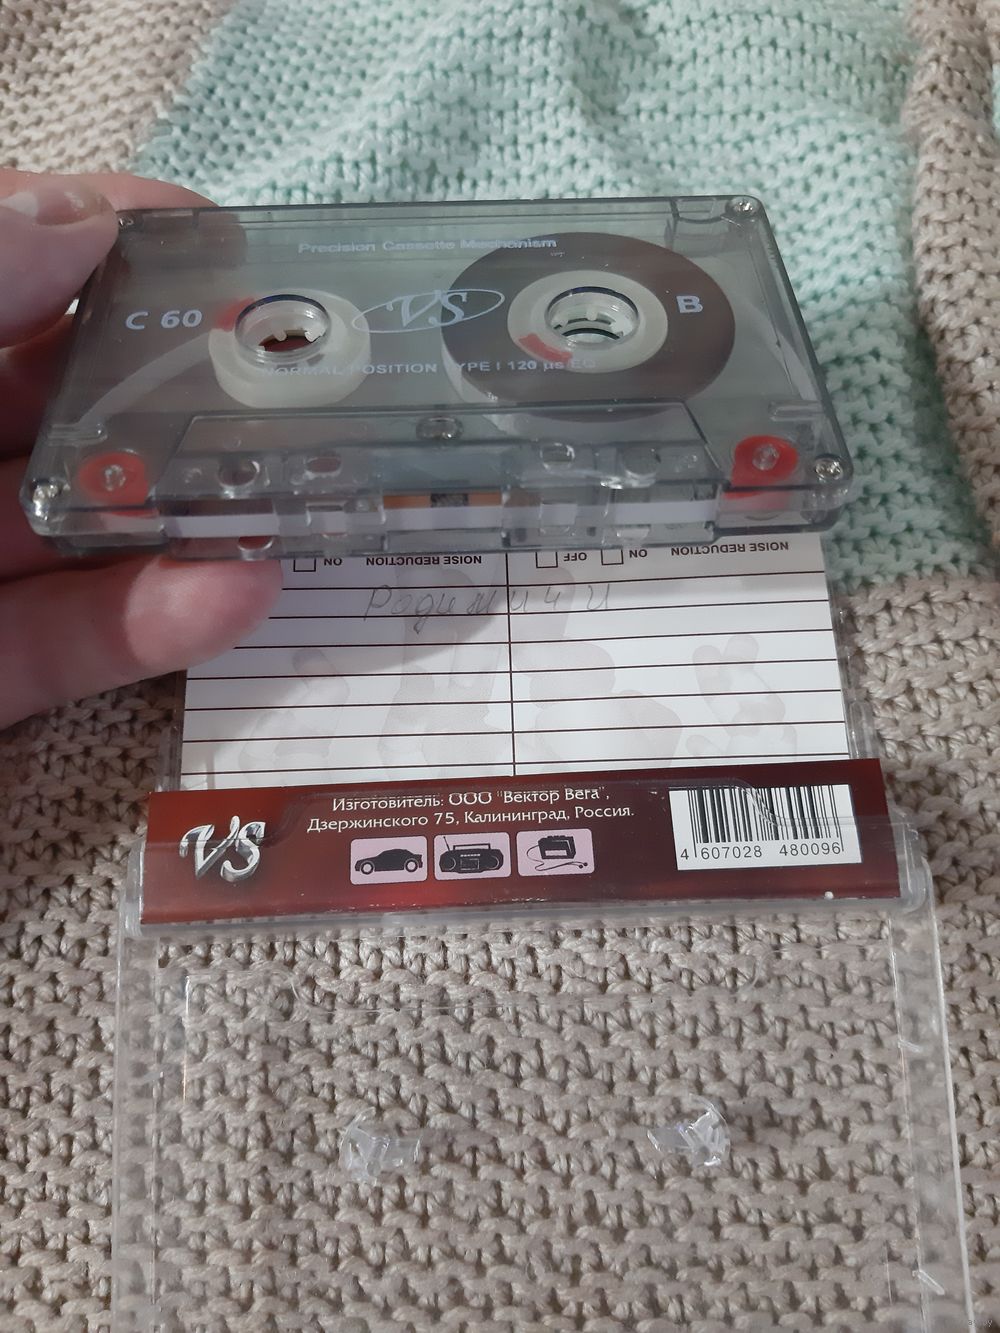 Precision Cassette Mechanism
C 60
VS
B
NORMAL POSITION TYPE I 120 µs EQ
ON NOISE REDUCTION
OFF ON NOISE REDUCTION
VS
Изготовитель: ООО "Вектор Вега",
Дзержинского 75, Калининград, Россия.
4 607028 480096